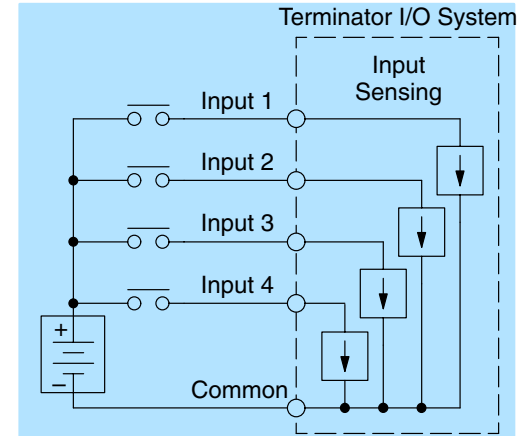 Terminator I/O System
Input
Sensing
Input 1
Input 2
Input 3
Input 4
+
–
Common